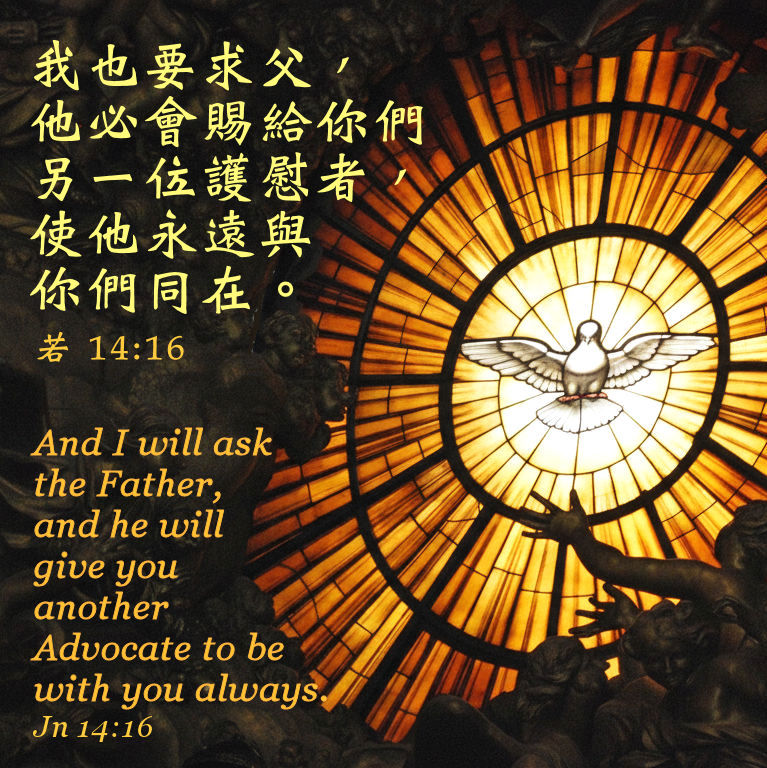 我也要求父，
他必會賜給你們
另一位護慰者，
使他永遠與
你們同在。
若 14:16
And I will ask
the Father,
and he will
give you
another
Advocate to be
with you always.
Jn 14:16